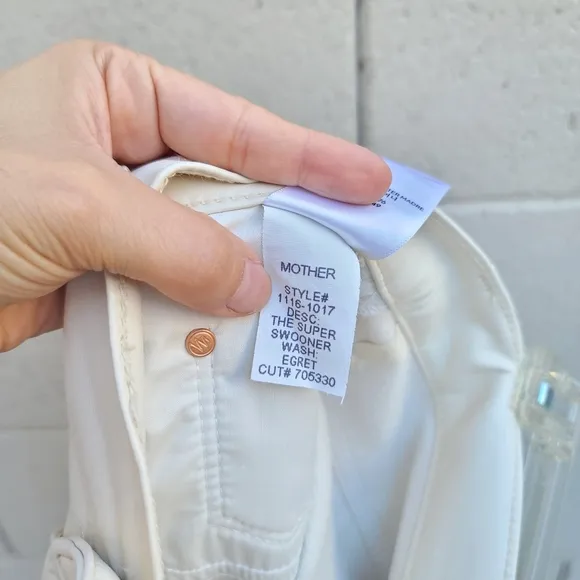 MOTHER
STYLE#
1116-1017
DESC:
THE SUPER
SWOONER
WASH:
EGRET
CUT# 705330
M